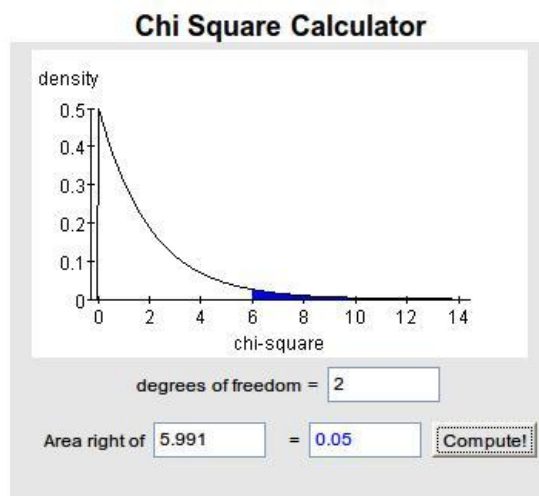 Chi Square Calculator
density
0.5
0.4
0.3
0.2
0.1
0
0 2 4 6 8 10 12 14
chi-square
degrees of freedom = 2
Area right of 5.991 = 0.05 Compute!